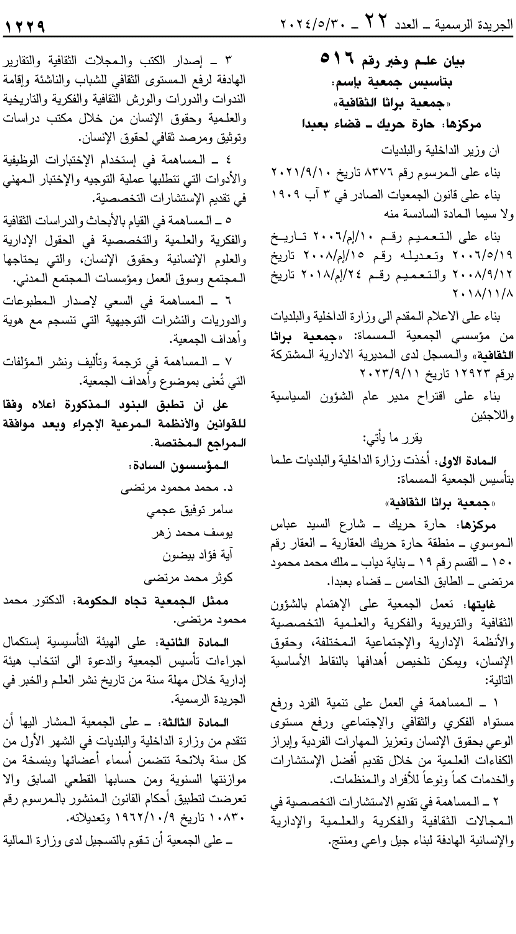 الجريدة الرسمية ــ العدد ٢٢ ــ ٢٠٢٤/٥/٣٠
١٢٢٩
بيان علم وخبر رقم ٥١٦
بتأسيس جمعية بإسم:
«جمعية براثا الثقافية»
مركزها: حارة حريك ــ قضاء بعبدا
ان وزير الداخلية والبلديات
بناء على المرسوم رقم ٨٣٧٦ تاريخ ٢٠٢١/٩/١٠
بناء على قانون الجمعيات الصادر في ٣ آب ١٩٠٩
ولا سيما المادة السادسة منه
بناء على التعميم رقم ١٠/إم/٢٠٠٦ تاريخ
٢٠٠٦/٥/١٩ وتعديله رقم ١٥/إم/٢٠٠٨ تاريخ
٢٠٠٨/٩/١٢ والتعميم رقم ٢٤/إم/٢٠١٨ تاريخ
٢٠١٨/١١/٨
بناء على الاعلام المقدم الى وزارة الداخلية والبلديات
من مؤسسي الجمعية المسماة: «جمعية براثا
الثقافية» والمسجل لدى المديرية الادارية المشتركة
برقم ١٢٩٢٣ تاريخ ٢٠٢٣/٩/١١
بناء على اقتراح مدير عام الشؤون السياسية
واللاجئين
يقرر ما يأتي:
المادة الاولى: أخذت وزارة الداخلية والبلديات علما
بتأسيس الجمعية المسماة:
«جمعية براثا الثقافية»
مركزها: حارة حريك ــ شارع السيد عباس
الموسوي ــ منطقة حارة حريك العقارية ــ العقار رقم
١٥٠ ــ القسم رقم ١٩ ــ بناية دياب ــ ملك محمد محمود
مرتضى ــ الطابق الخامس ــ قضاء بعبدا.
غايتها: تعمل الجمعية على الإهتمام بالشؤون
الثقافية والتربوية والفكرية والعلمية التخصصية
والأنظمة الإدارية والإجتماعية المختلفة، وحقوق
الإنسان، ويمكن تلخيص أهدافها بالنقاط الأساسية
التالية:
١ ــ المساهمة في العمل على تنمية الفرد ورفع
مستواه الفكري والثقافي والإجتماعي ورفع مستوى
الوعي بحقوق الإنسان وتعزيز المهارات الفردية وإبراز
الكفاءات العلمية من خلال تقديم أفضل الإستشارات
والخدمات كماً ونوعاً للأفراد والمنظمات.
٢ ــ المساهمة في تقديم الاستشارات التخصصية في
المجالات الثقافية والفكرية والعلمية والإدارية
والإنسانية الهادفة لبناء جيل واعي ومنتج.
٣ ــ إصدار الكتب والمجلات الثقافية والتقارير
الهادفة لرفع المستوى الثقافي للشباب والناشئة وإقامة
الندوات والدورات والورش الثقافية والفكرية والتاريخية
والعلمية وحقوق الإنسان من خلال مكتب دراسات
وتوثيق ومرصد ثقافي لحقوق الإنسان.
٤ ــ المساهمة في إستخدام الإختبارات الوظيفية
والأدوات التي تتطلبها عملية التوجيه والإختيار المهني
في تقديم الإستشارات التخصصية.
٥ ــ المساهمة في القيام بالأبحاث والدراسات الثقافية
والفكرية والعلمية والتخصصية في الحقول الإدارية
والعلوم الإنسانية وحقوق الإنسان، والتي يحتاجها
المجتمع وسوق العمل ومؤسسات المجتمع المدني.
٦ ــ المساهمة في السعي لإصدار المطبوعات
والدوريات والنشرات التوجيهية التي تنسجم مع هوية
وأهداف الجمعية.
٧ ــ المساهمة في ترجمة وتأليف ونشر المؤلفات
التي تُعنى بموضوع وأهداف الجمعية.
على أن تطبق البنود المذكورة أعلاه وفقا
للقوانين والأنظمة المرعية الإجراء وبعد موافقة
المراجع المختصة.
المؤسسون السادة:
د. محمد محمود مرتضى
سامر توفيق عجمي
يوسف محمد زهر
آية فؤاد بيضون
كوثر محمد مرتضى
ممثل الجمعية تجاه الحكومة: الدكتور محمد
محمود مرتضى.
المادة الثانية: على الهيئة التأسيسية إستكمال
اجراءات تأسيس الجمعية والدعوة الى انتخاب هيئة
إدارية خلال مهلة سنة من تاريخ نشر العلم والخبر في
الجريدة الرسمية.
المادة الثالثة: ــ على الجمعية المشار اليها أن
تتقدم من وزارة الداخلية والبلديات في الشهر الأول من
كل سنة بلائحة تتضمن أسماء أعضائها وبنسخة من
موازنتها السنوية ومن حسابها القطعي السابق والا
تعرضت لتطبيق أحكام القانون المنشور بالمرسوم رقم
١٠٨٣٠ تاريخ ١٩٦٢/١٠/٩ وتعديلاته.
ــ على الجمعية أن تقوم بالتسجيل لدى وزارة المالية